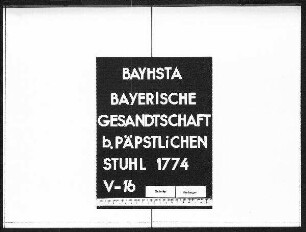 BAYHSTA
BAYERISCHE
GESANDTSCHAFT
b. PÄPSTLiCHEN
STUHL 1774
V-16